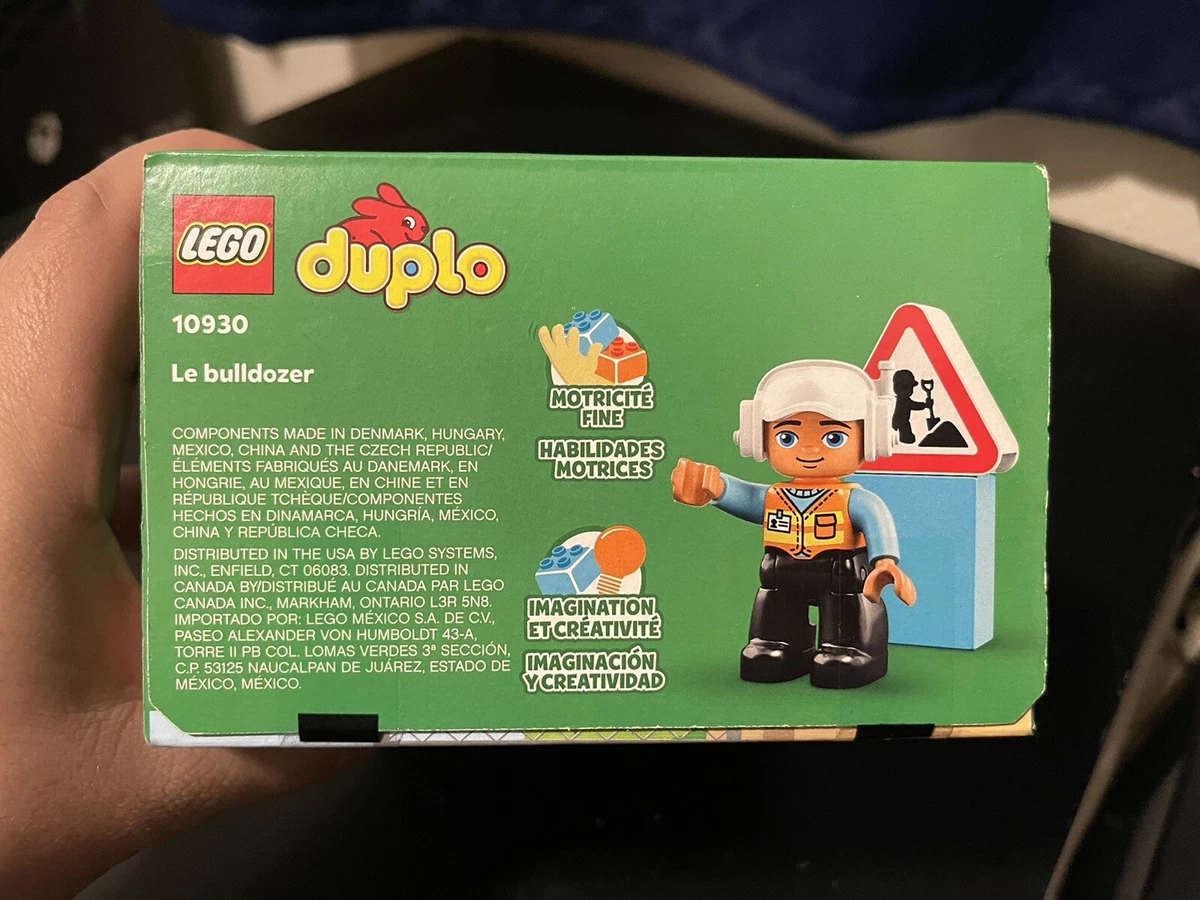 LEGO
duplo
10930
Le bulldozer
COMPONENTS MADE IN DENMARK, HUNGARY,
MEXICO, CHINA AND THE CZECH REPUBLIC/
ÉLÉMENTS FABRIQUÉS AU DANEMARK, EN
HONGRIE, AU MEXIQUE, EN CHINE ET EN
RÉPUBLIQUE TCHÈQUE/COMPONENTES
HECHOS EN DINAMARCA, HUNGRÍA, MÉXICO,
CHINA Y REPÚBLICA CHECA.
DISTRIBUTED IN THE USA BY LEGO SYSTEMS,
INC., ENFIELD, CT 06083. DISTRIBUTED IN
CANADA BY/DISTRIBUÉ AU CANADA PAR LEGO
CANADA INC., MARKHAM, ONTARIO L3R 5N8.
IMPORTADO POR: LEGO MÉXICO S.A. DE C.V.,
PASEO ALEXANDER VON HUMBOLDT 43-A,
TORRE II PB COL. LOMAS VERDES 3ª SECCIÓN,
C.P. 53125 NAUCALPAN DE JUÁREZ, ESTADO DE
MÉXICO, MÉXICO.
MOTRICITÉ
FINE
HABILIDADES
MOTRICES
IMAGINATION
ET CRÉATIVITÉ
IMAGINACIÓN
Y CREATIVIDAD